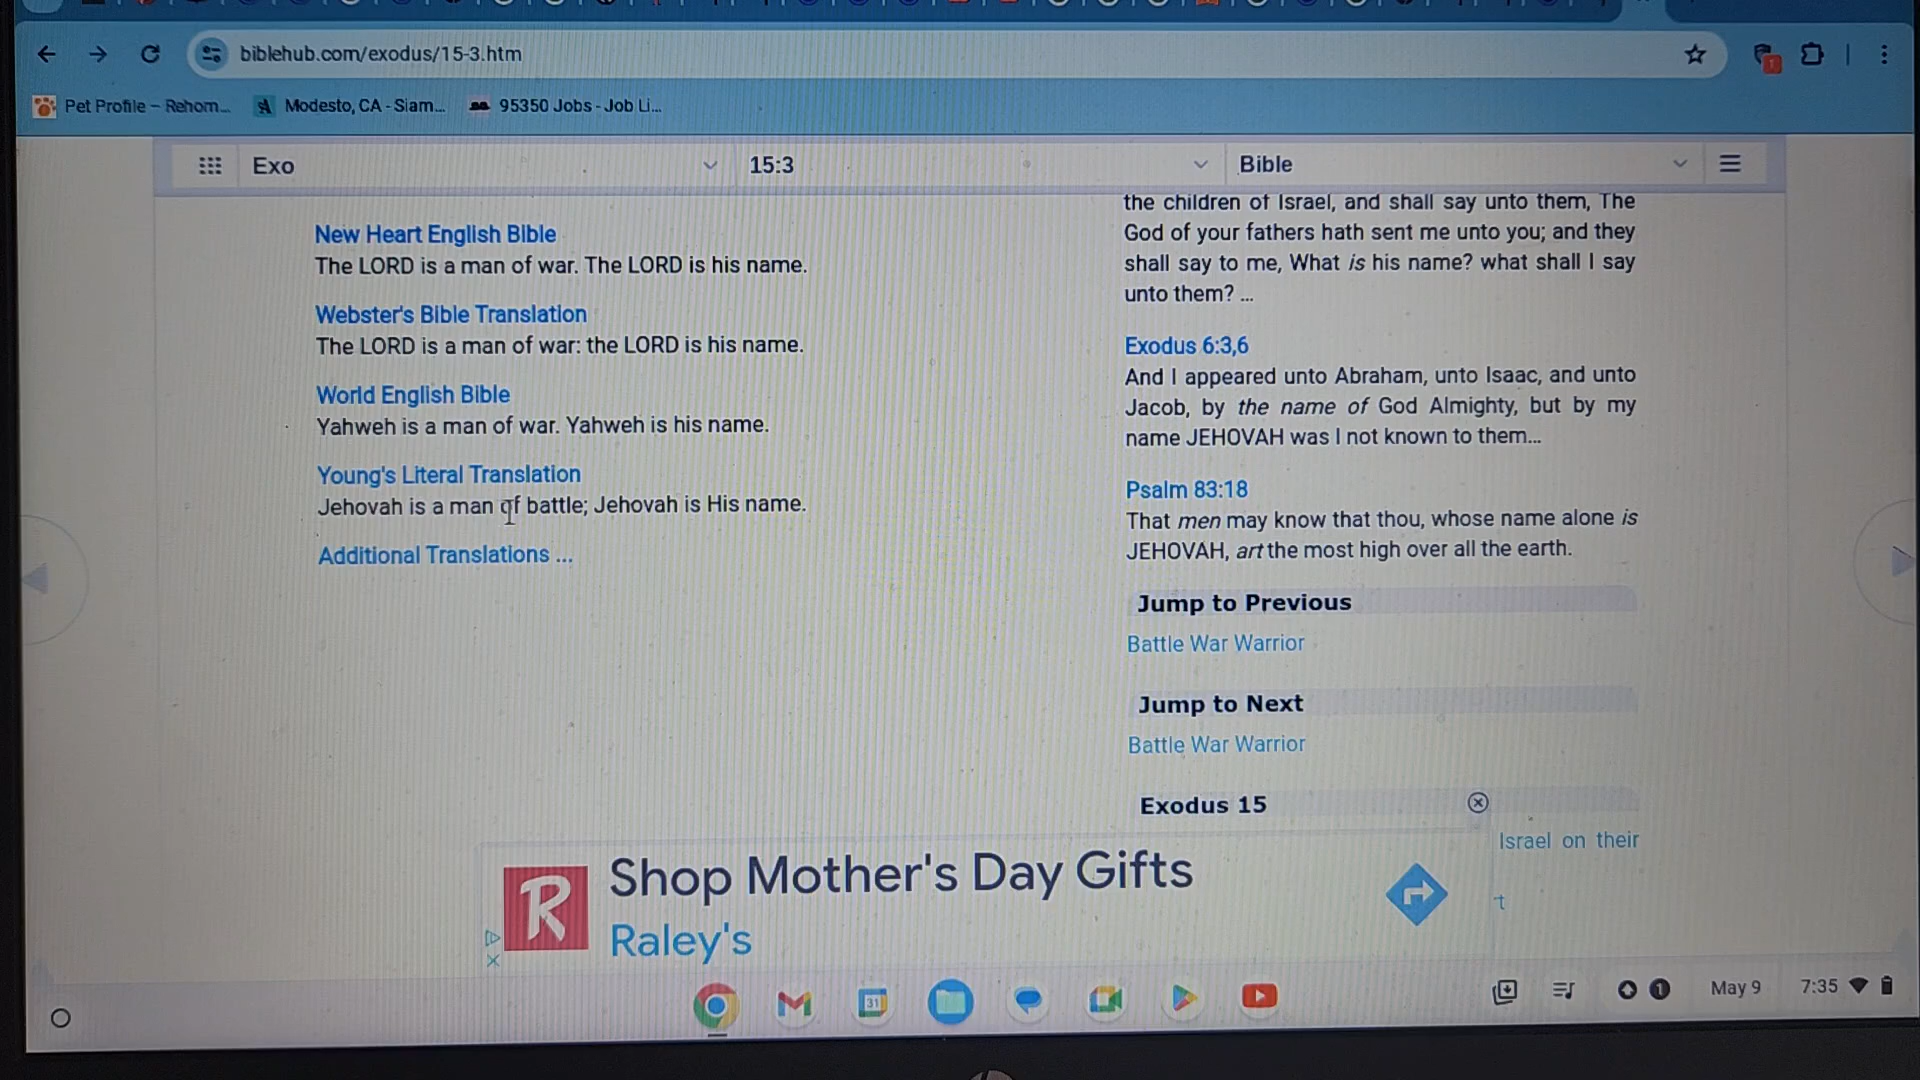 biblehub.com/exodus/15-3.htm
1
Pet Profile – Rehom...
Modesto, CA - Siam...
95350 Jobs - Job Li...
Exo
15:3
Bible
New Heart English Bible
The LORD is a man of war. The LORD is his name.
Webster's Bible Translation
The LORD is a man of war: the LORD is his name.
World English Bible
Yahweh is a man of war. Yahweh is his name.
Young's Literal Translation
Jehovah is a man of battle; Jehovah is His name.
Additional Translations ...
the children of Israel, and shall say unto them, The
God of your fathers hath sent me unto you; and they
shall say to me, What is his name? what shall I say
unto them? ...
Exodus 6:3,6
And I appeared unto Abraham, unto Isaac, and unto
Jacob, by the name of God Almighty, but by my
name JEHOVAH was I not known to them...
Psalm 83:18
That men may know that thou, whose name alone is
JEHOVAH, art the most high over all the earth.
Jump to Previous
Battle War Warrior
Jump to Next
Battle War Warrior
Exodus 15
Israel on their
t
R
Shop Mother's Day Gifts
Raley's
31
1
May 9
7:35